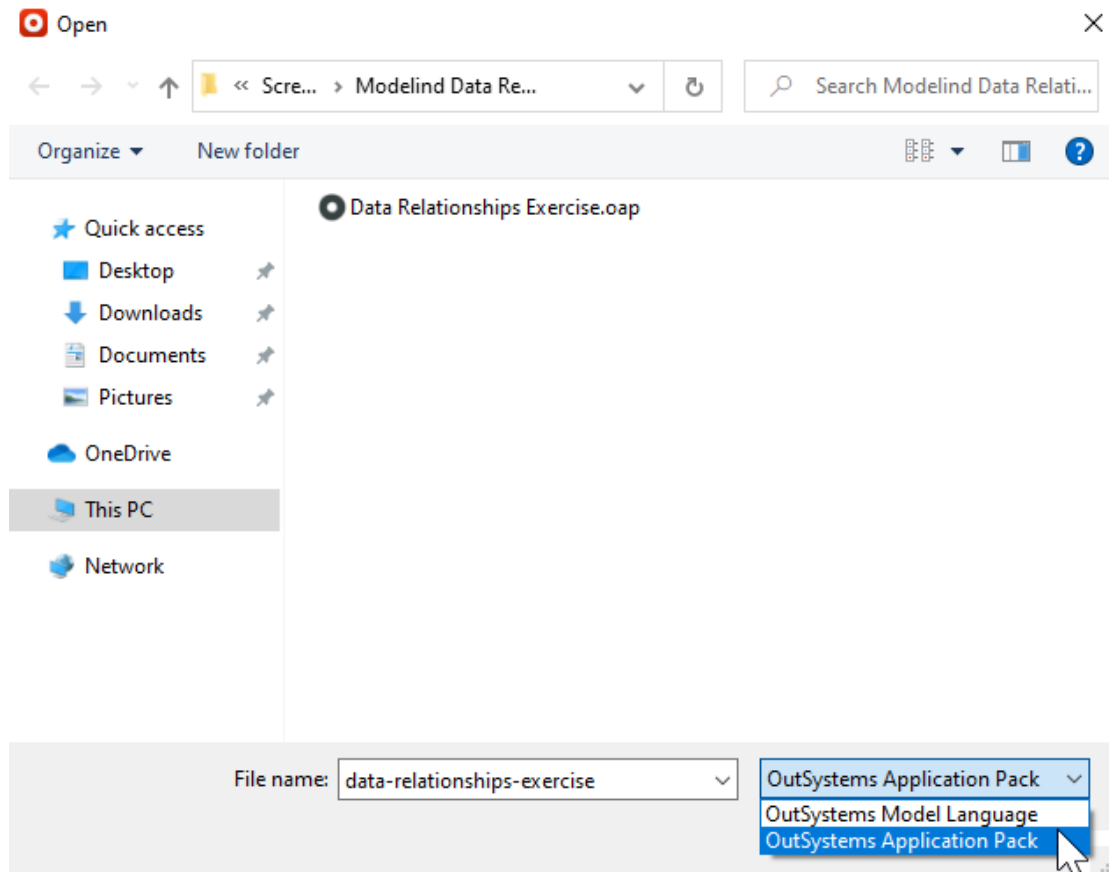 Open
« Scre... › Modelind Data Re...
Search Modelind Data Relati...
Organize
New folder
?
Data Relationships Exercise.oap
Quick access
Desktop
Downloads
Documents
Pictures
OneDrive
This PC
Network
File name: data-relationships-exercise
OutSystems Application Pack
OutSystems Model Language
OutSystems Application Pack